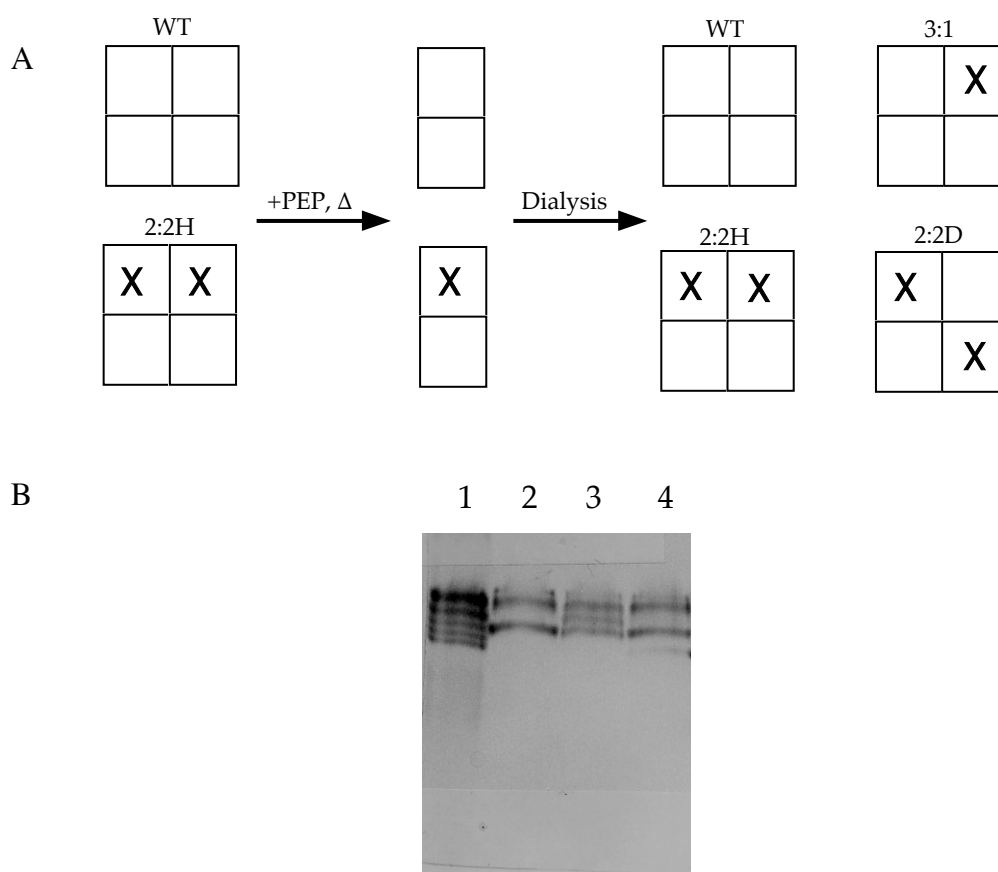 A
WT
WT
3:1
X
+PEP, Δ
Dialysis
2:2H
2:2H
2:2D
X X
X
X X
X
X
B
1 2 3 4